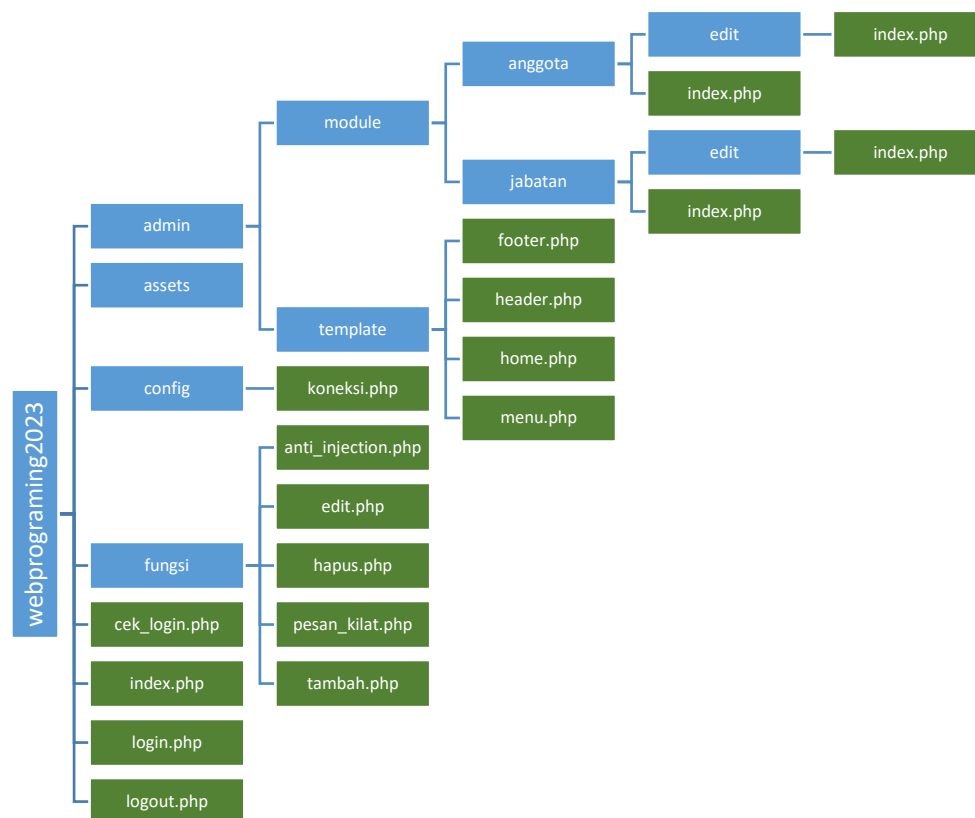 webprograming2023
admin
module
anggota
edit
index.php
index.php
jabatan
edit
index.php
index.php
template
footer.php
header.php
home.php
menu.php
assets
config
koneksi.php
fungsi
anti_injection.php
edit.php
hapus.php
pesan_kilat.php
tambah.php
cek_login.php
index.php
login.php
logout.php